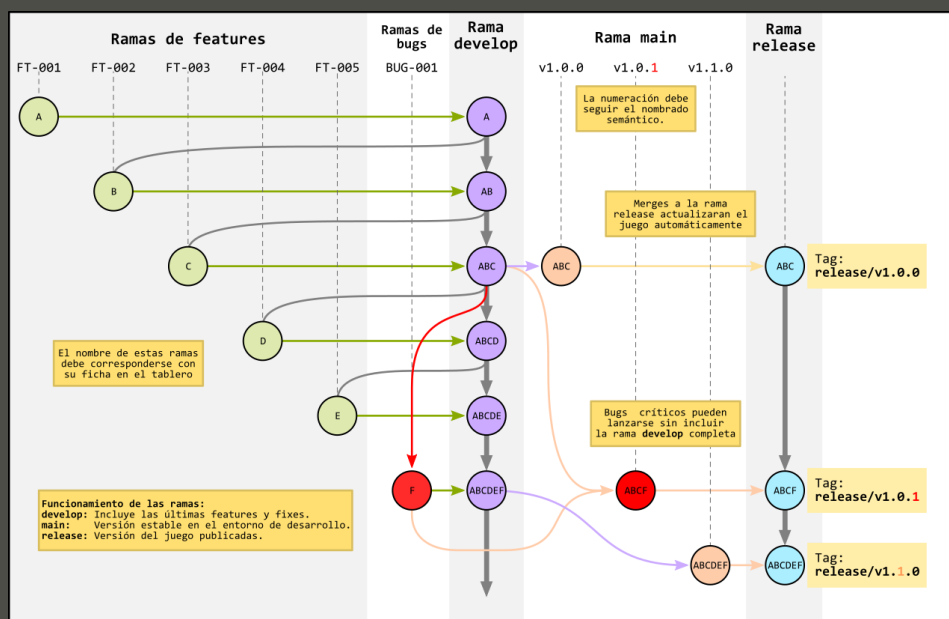 Ramas de features
Ramas de
bugs
Rama
develop
Rama main
Rama
release
FT-001
FT-002
FT-003
FT-004
FT-005
BUG-001
v1.0.0
v1.0.1
v1.1.0
La numeración debe
seguir el nombrado
semántico.
A
A
B
AB
Merges a la rama
release actualizaran el
juego automáticamente
C
ABC
ABC
ABC
Tag:
release/v1.0.0
D
ABCD
El nombre de estas ramas
debe corresponderse con
su ficha en el tablero
E
ABCDE
Bugs críticos pueden
lanzarse sin incluir
la rama develop completa
F
ABCDEF
ABCF
ABCF
Tag:
release/v1.0.1
Funcionamiento de las ramas:
develop: Incluye las últimas features y fixes.
main: Versión estable en el entorno de desarrollo.
release: Versión del juego publicadas.
ABCDEF
ABCDEF
Tag:
release/v1.1.0